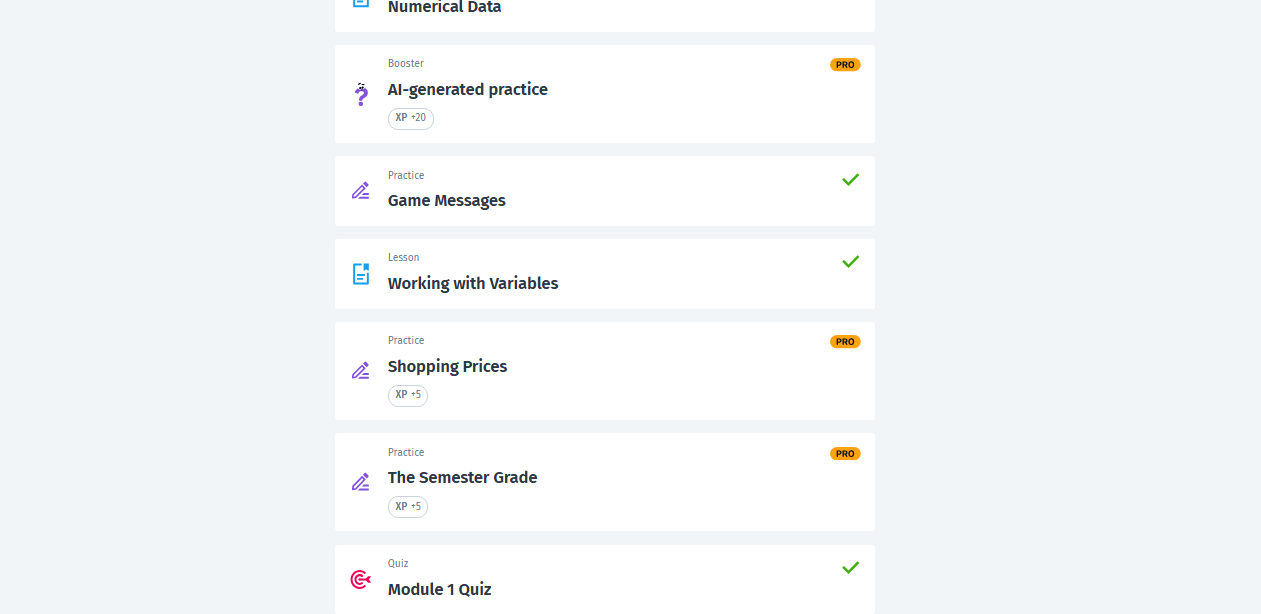 Numerical Data
Booster
PRO
AI-generated practice
XP +20
Practice
Game Messages
Lesson
Working with Variables
Practice
PRO
Shopping Prices
XP +5
Practice
PRO
The Semester Grade
XP +5
Quiz
Module 1 Quiz